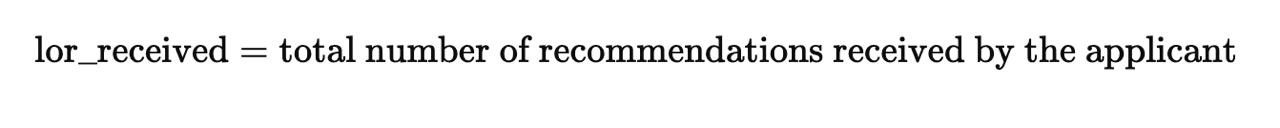 lor_received = total number of recommendations received by the applicant